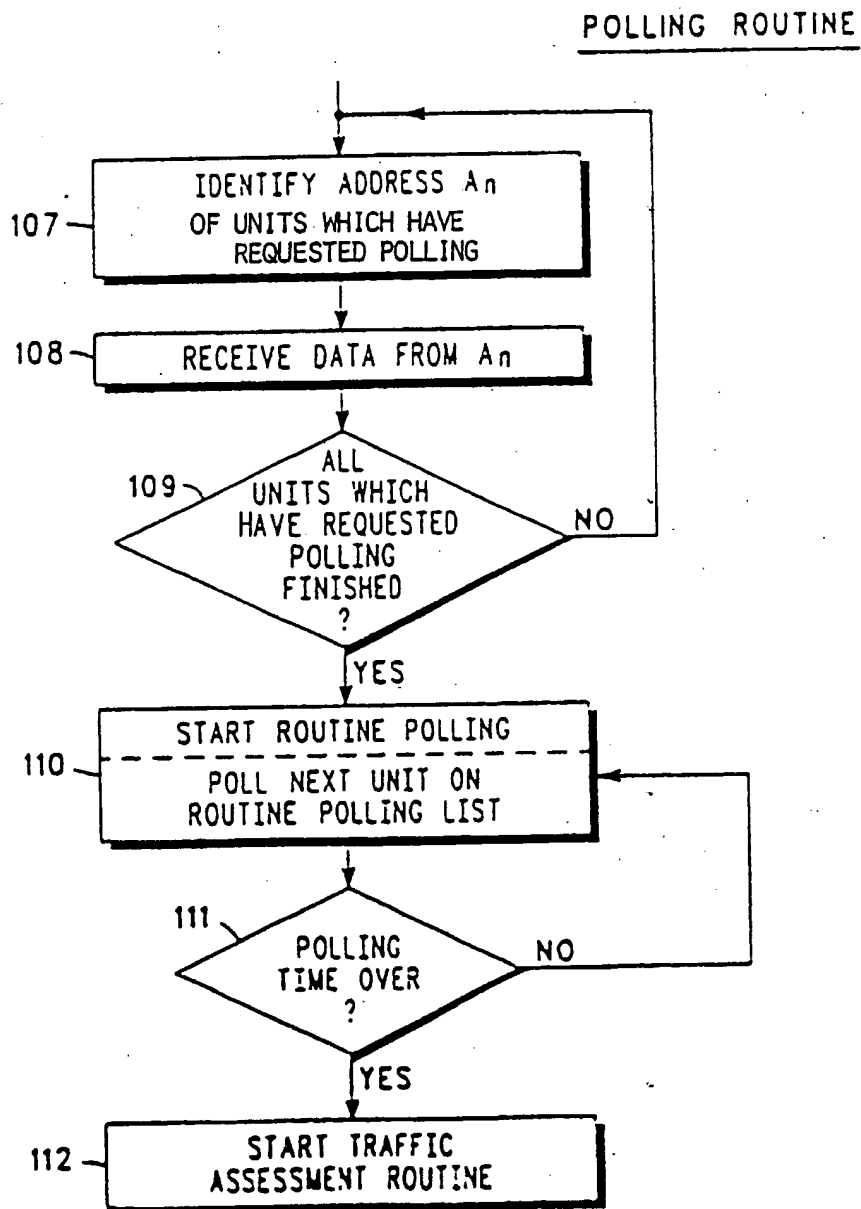 POLLING ROUTINE
IDENTIFY ADDRESS An
OF UNITS WHICH HAVE
REQUESTED POLLING
107
108
RECEIVE DATA FROM An
109
ALL
UNITS WHICH
HAVE REQUESTED
POLLING
FINISHED
?
NO
YES
START ROUTINE POLLING
110
POLL NEXT UNIT ON
ROUTINE POLLING LIST
111
POLLING
TIME OVER
?
NO
YES
112
START TRAFFIC
ASSESSMENT ROUTINE